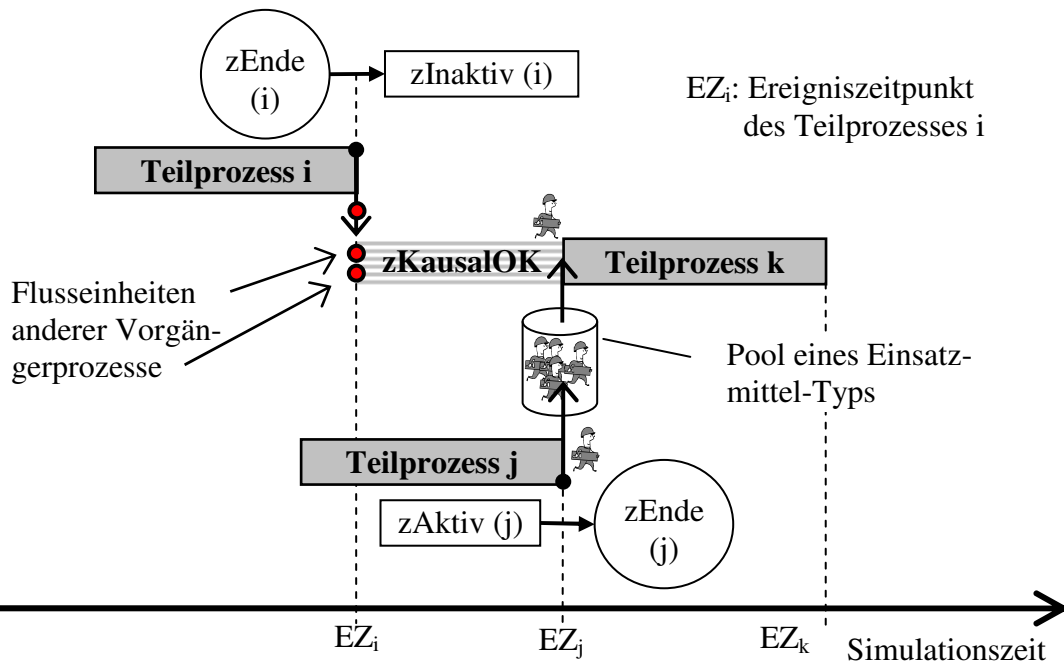 zEnde
(i)
zInaktiv (i)
EZi: Ereigniszeitpunkt
des Teilprozesses i
Teilprozess i
zKausalOK
Teilprozess k
Flusseinheiten
anderer Vorgän-
gerprozesse
Pool eines Einsatz-
mittel-Typs
Teilprozess j
zAktiv (j)
zEnde
(j)
EZi
EZj
EZk
Simulationszeit